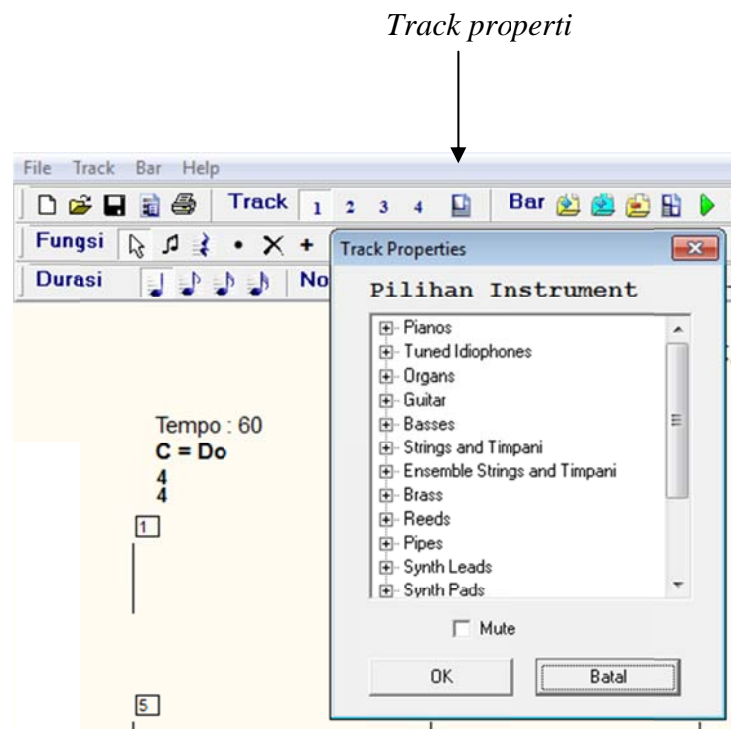 Track properti
File Track Bar Help
Track 1 2 3 4 Bar
Fungsi
Durasi No
Track Properties
Pilihan Instrument
Pianos
Tuned Idiophones
Organs
Guitar
Basses
Strings and Timpani
Ensemble Strings and Timpani
Brass
Reeds
Pipes
Synth Leads
Synth Pads
Mute
OK Batal
Tempo : 60
C = Do
4
4
1
5